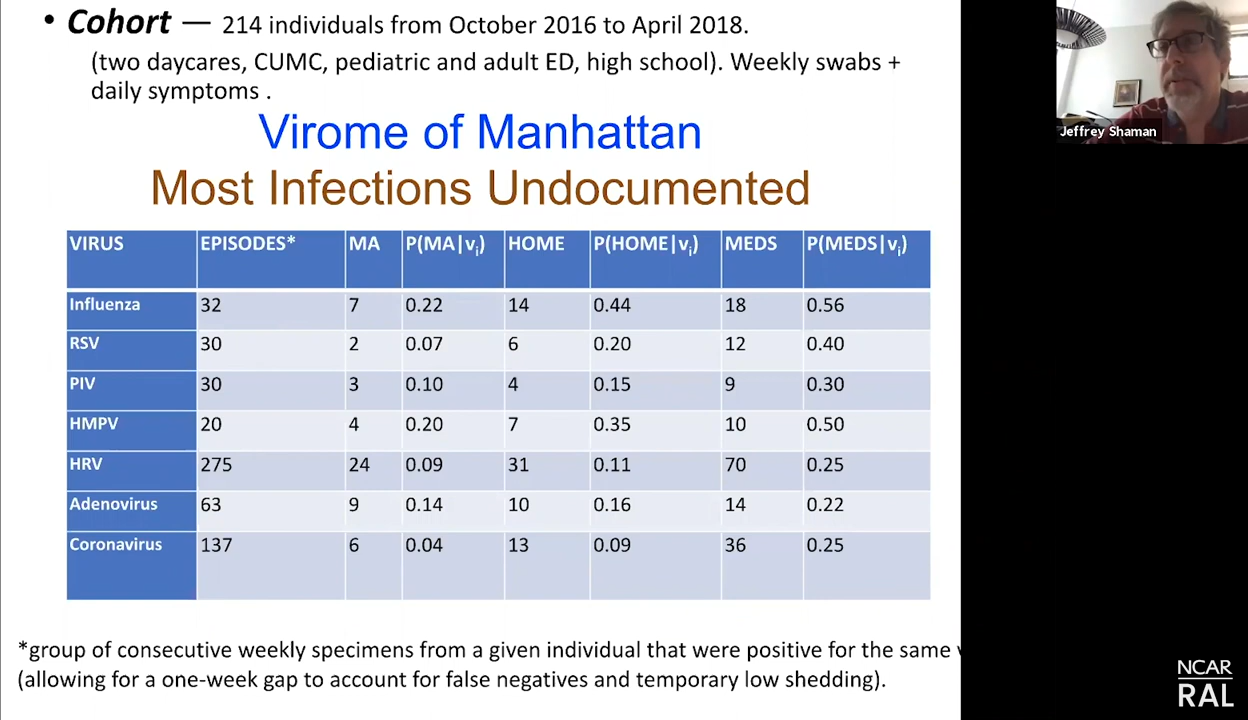 • Cohort — 214 individuals from October 2016 to April 2018.
(two daycares, CUMC, pediatric and adult ED, high school). Weekly swabs +
daily symptoms .
Virome of Manhattan
Most Infections Undocumented
VIRUS EPISODES* MA P(MA|vi) HOME P(HOME|vi) MEDS P(MEDS|vi)
Influenza 32 7 0.22 14 0.44 18 0.56
RSV 30 2 0.07 6 0.20 12 0.40
PIV 30 3 0.10 4 0.15 9 0.30
HMPV 20 4 0.20 7 0.35 10 0.50
HRV 275 24 0.09 31 0.11 70 0.25
Adenovirus 63 9 0.14 10 0.16 14 0.22
Coronavirus 137 6 0.04 13 0.09 36 0.25
*group of consecutive weekly specimens from a given individual that were positive for the same
(allowing for a one-week gap to account for false negatives and temporary low shedding).
Jeffrey Shaman
NCAR
RAL